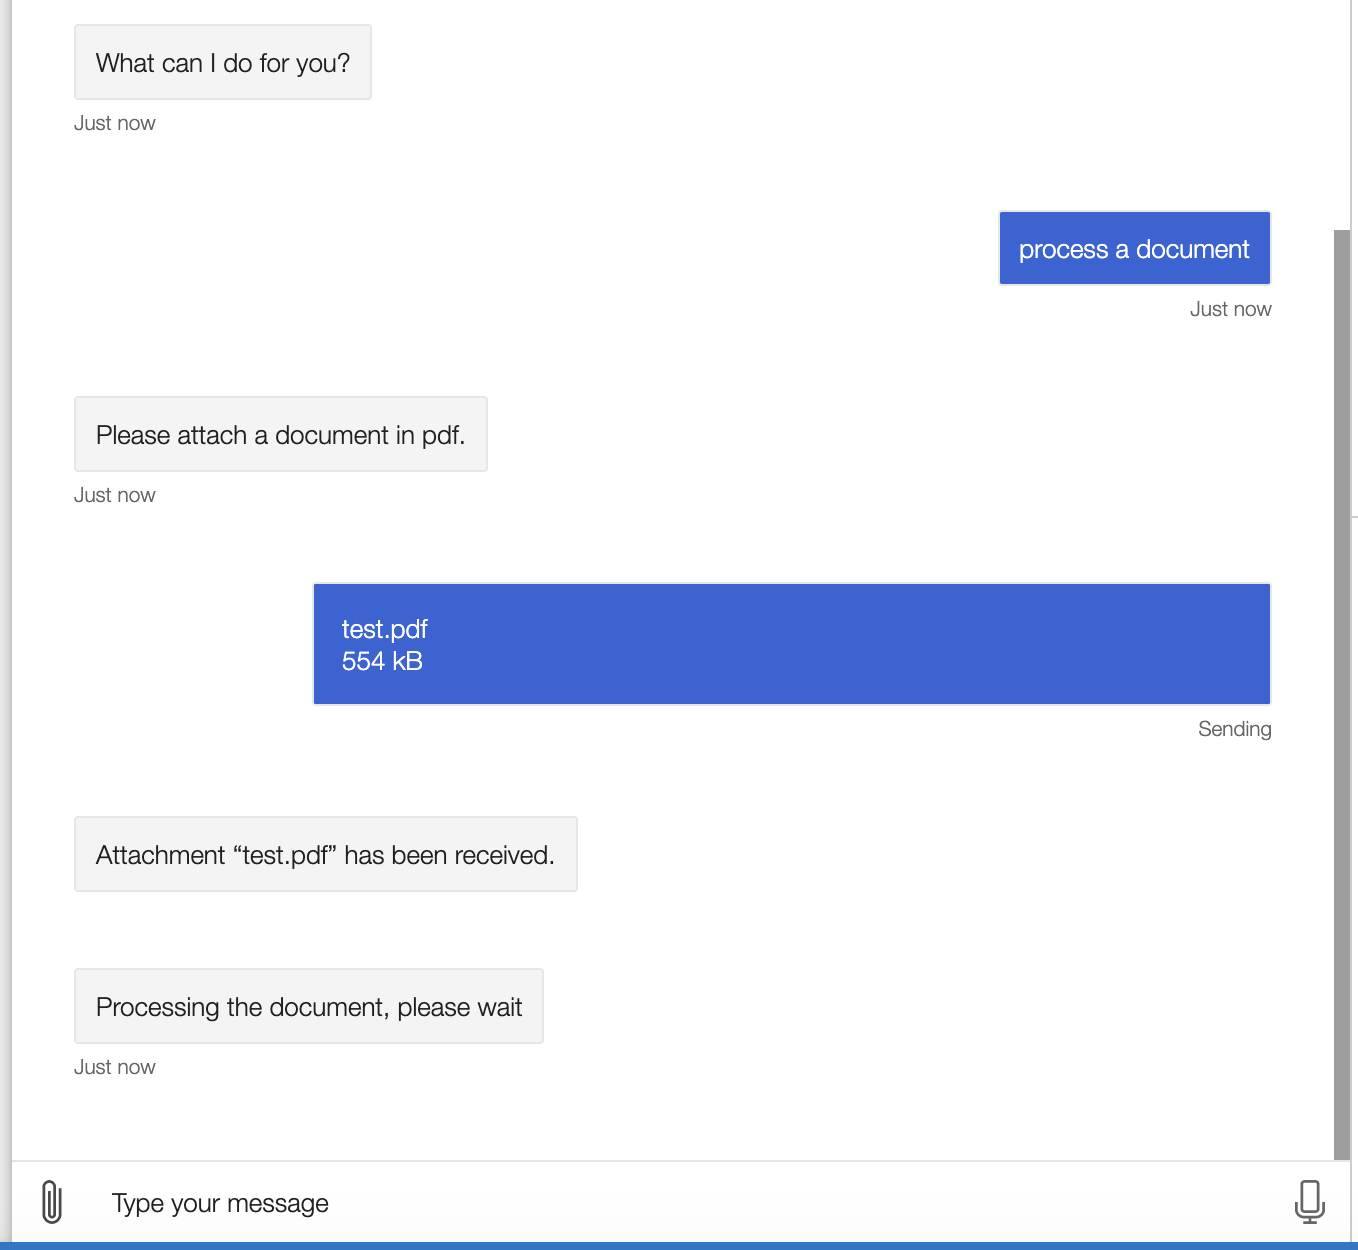 What can I do for you?
Just now
process a document
Just now
Please attach a document in pdf.
Just now
test.pdf
554 kB
Sending
Attachment “test.pdf” has been received.
Processing the document, please wait
Just now
Type your message